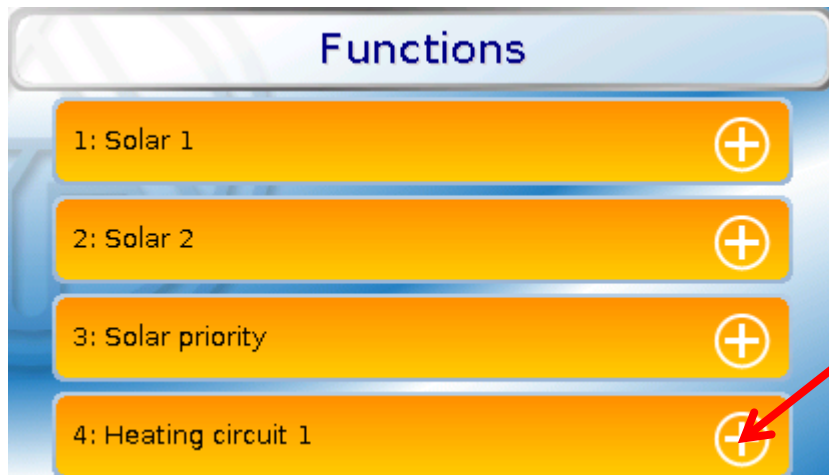 Functions
1: Solar 1
2: Solar 2
3: Solar priority
4: Heating circuit 1